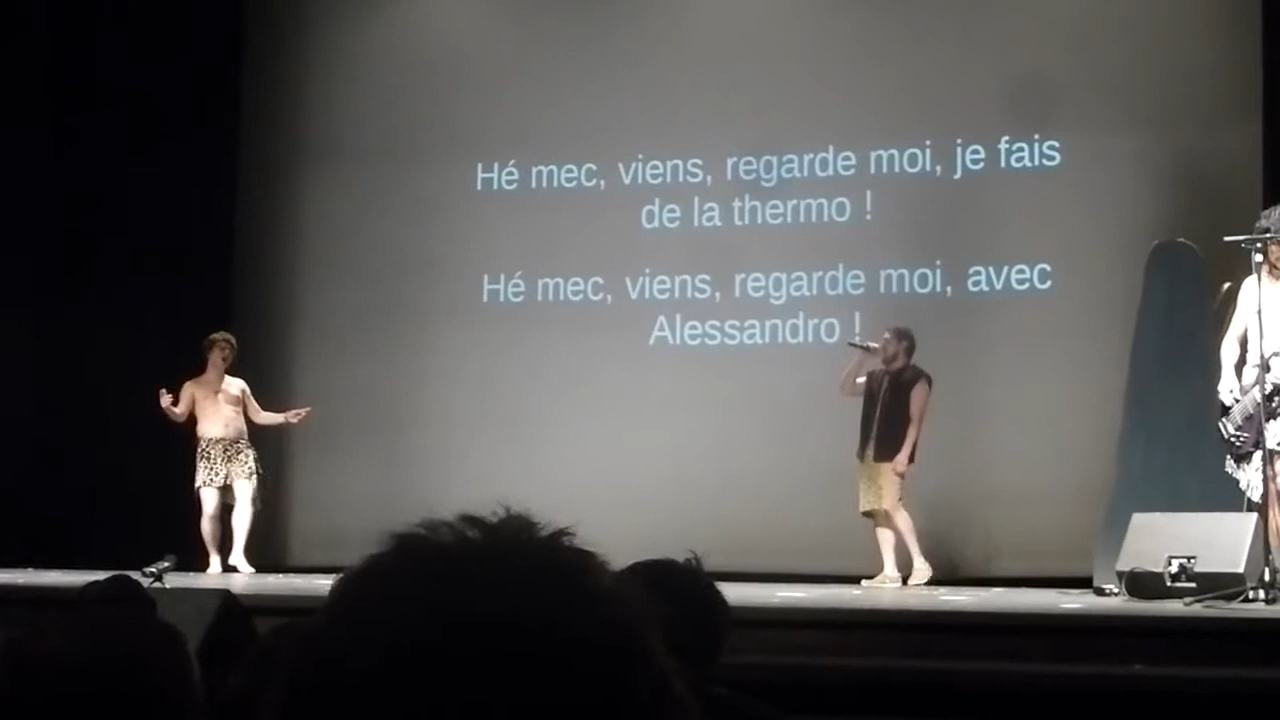 Hé mec, viens, regarde moi, je fais
de la thermo !
Hé mec, viens, regarde moi, avec
Alessandro !